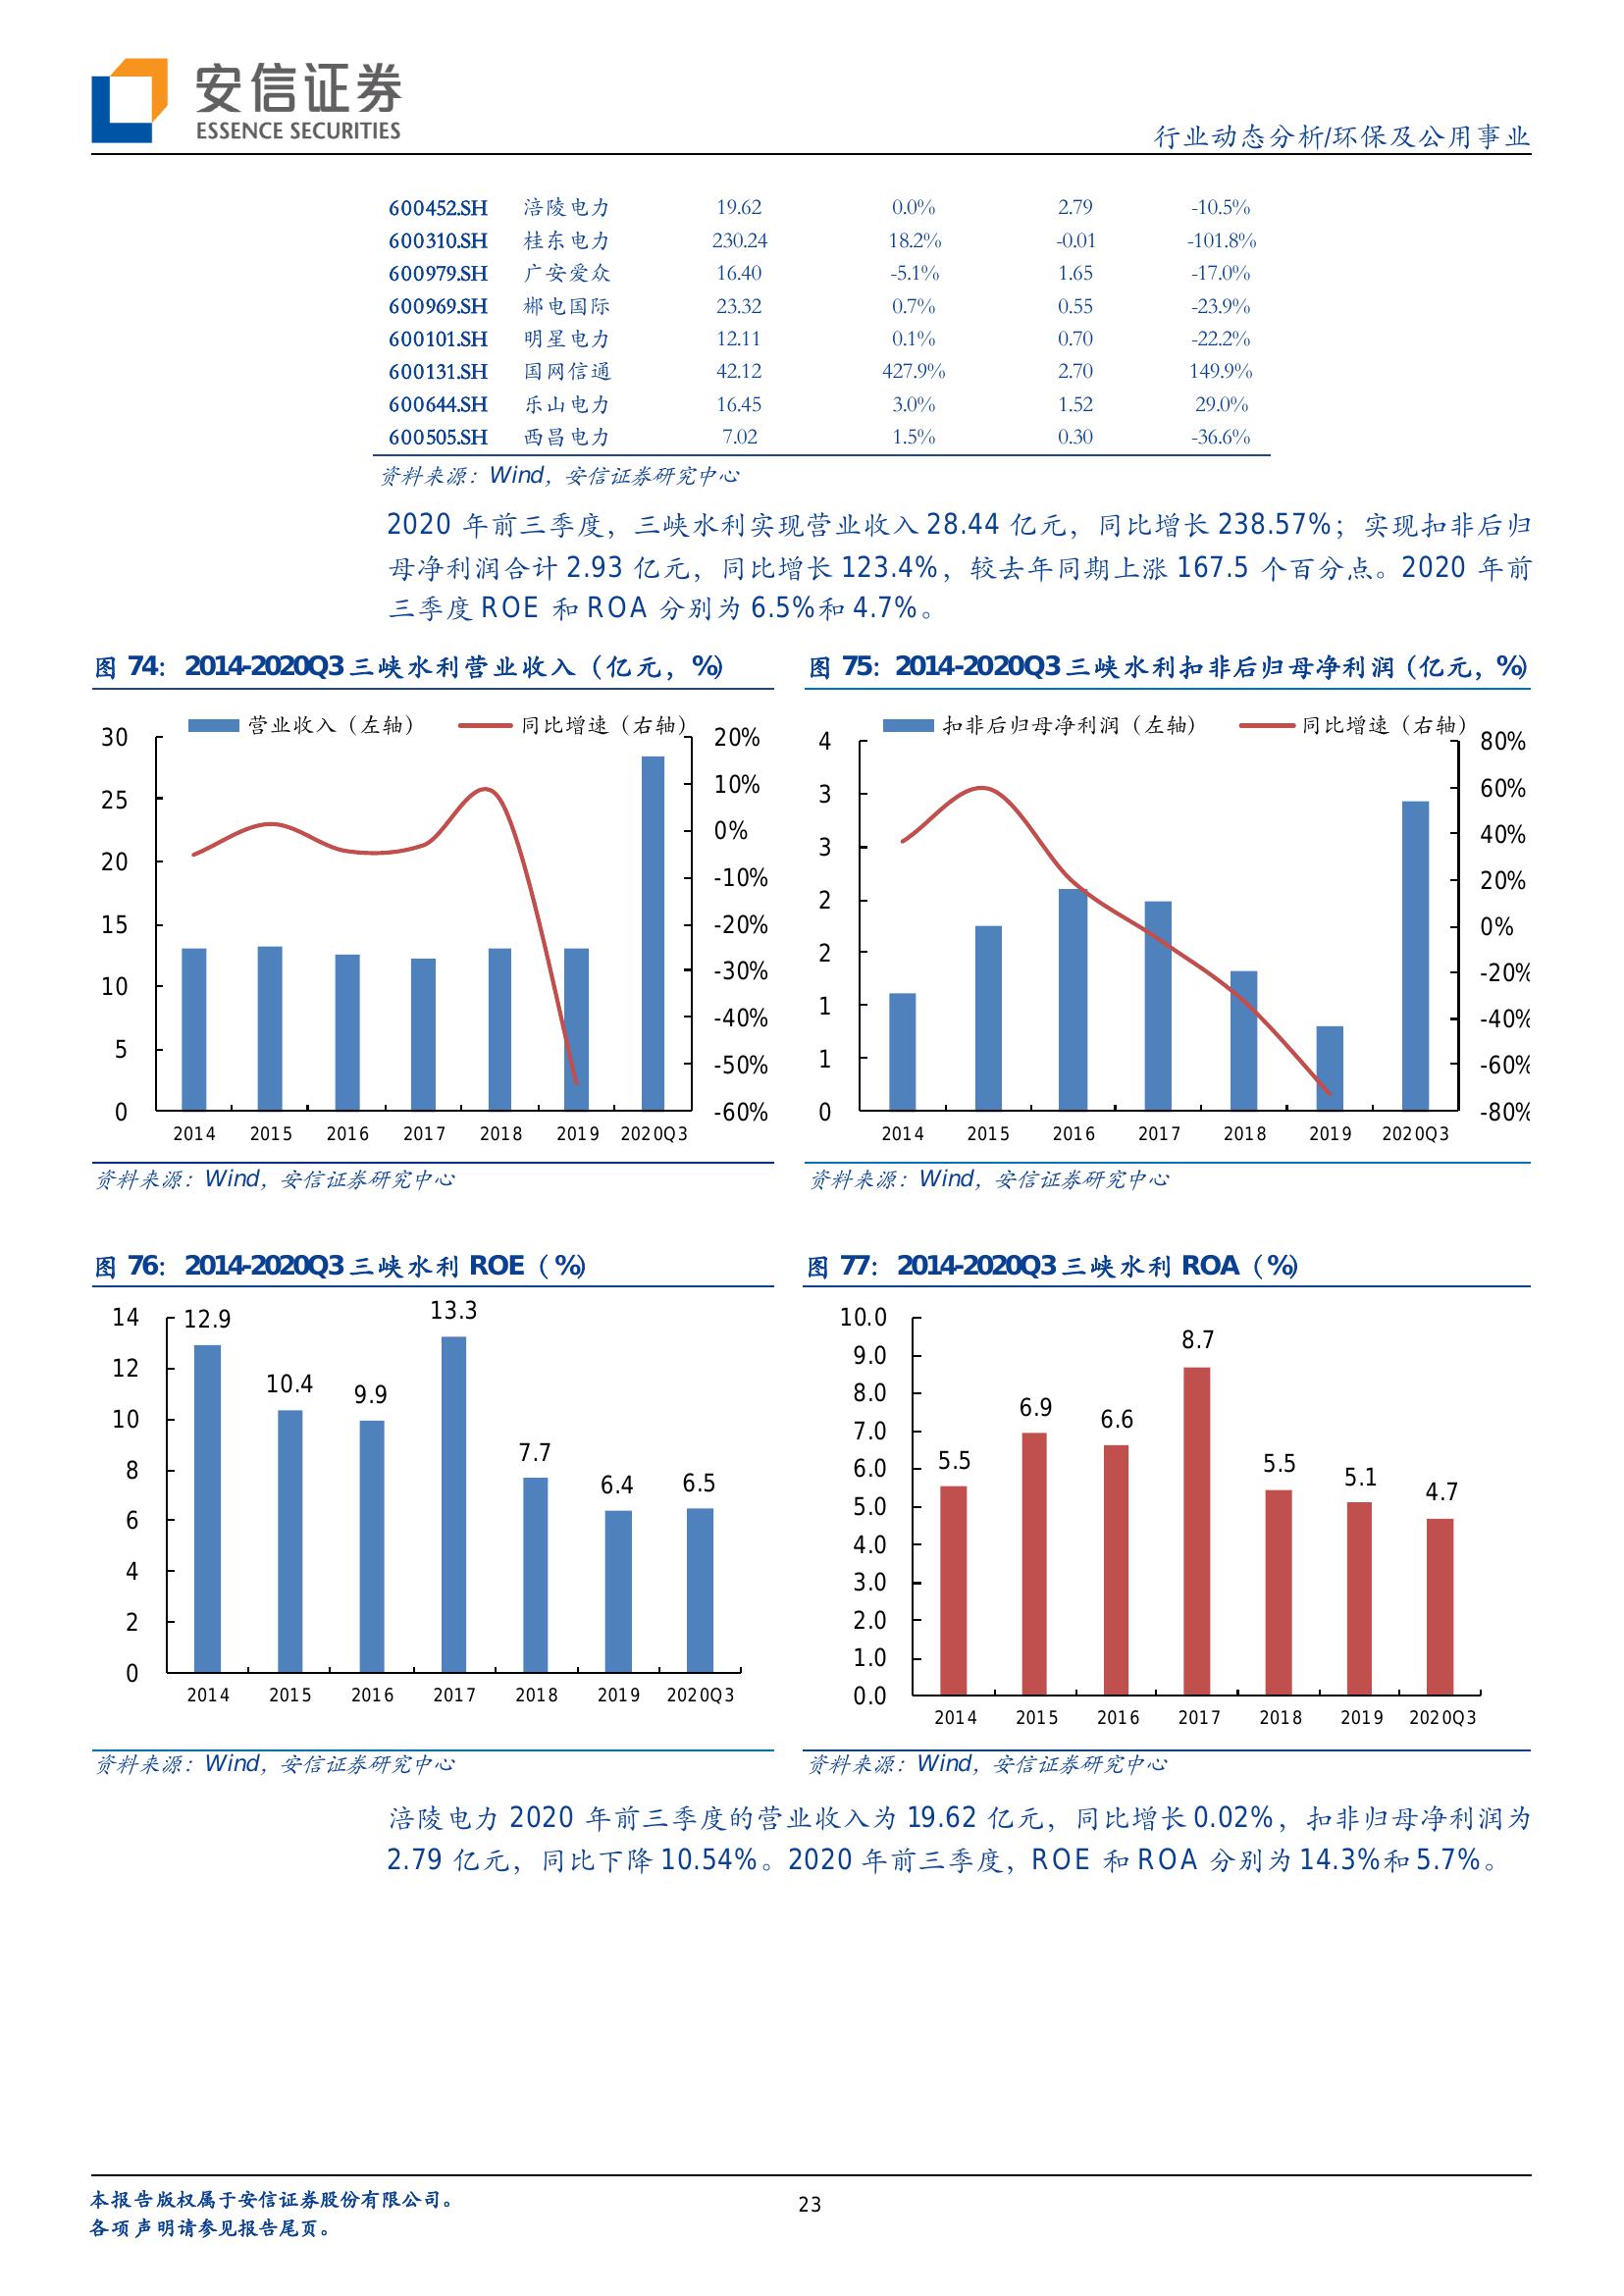 安信证券
ESSENCE SECURITIES
行业动态分析/环保及公用事业
600452.SH 涪陵电力 19.62 0.0% 2.79 -10.5%
600310.SH 桂东电力 230.24 18.2% -0.01 -101.8%
600979.SH 广安爱众 16.40 -5.1% 1.65 -17.0%
600969.SH 郴电国际 23.32 0.7% 0.55 -23.9%
600101.SH 明星电力 12.11 0.1% 0.70 -22.2%
600131.SH 国网信通 42.12 427.9% 2.70 149.9%
600644.SH 乐山电力 16.45 3.0% 1.52 29.0%
600505.SH 西昌电力 7.02 1.5% 0.30 -36.6%
资料来源：Wind，安信证券研究中心
2020 年前三季度，三峡水利实现营业收入 28.44 亿元，同比增长 238.57%；实现扣非后归
母净利润合计 2.93 亿元，同比增长 123.4%，较去年同期上涨 167.5 个百分点。2020 年前
三季度 ROE 和 ROA 分别为 6.5%和 4.7%。
图 74：2014-2020Q3 三峡水利营业收入（亿元，%）
营业收入（左轴） 同比增速（右轴）
30
25
20
15
10
5
0
20%
10%
0%
-10%
-20%
-30%
-40%
-50%
-60%
2014 2015 2016 2017 2018 2019 2020Q3
资料来源：Wind，安信证券研究中心
图 75：2014-2020Q3 三峡水利扣非后归母净利润（亿元，%）
扣非后归母净利润（左轴） 同比增速（右轴）
4
3
3
2
2
1
1
0
80%
60%
40%
20%
0%
-20%
-40%
-60%
-80%
2014 2015 2016 2017 2018 2019 2020Q3
资料来源：Wind，安信证券研究中心
图 76：2014-2020Q3 三峡水利 ROE（%）
14
12
10
8
6
4
2
0
12.9 10.4 9.9 13.3 7.7 6.4 6.5
2014 2015 2016 2017 2018 2019 2020Q3
资料来源：Wind，安信证券研究中心
图 77：2014-2020Q3 三峡水利 ROA（%）
10.0
9.0
8.0
7.0
6.0
5.0
4.0
3.0
2.0
1.0
0.0
5.5 6.9 6.6 8.7 5.5 5.1 4.7
2014 2015 2016 2017 2018 2019 2020Q3
资料来源：Wind，安信证券研究中心
涪陵电力 2020 年前三季度的营业收入为 19.62 亿元，同比增长 0.02%，扣非归母净利润为
2.79 亿元，同比下降 10.54%。2020 年前三季度，ROE 和 ROA 分别为 14.3%和 5.7%。
本报告版权属于安信证券股份有限公司。
各项声明请参见报告尾页。
23